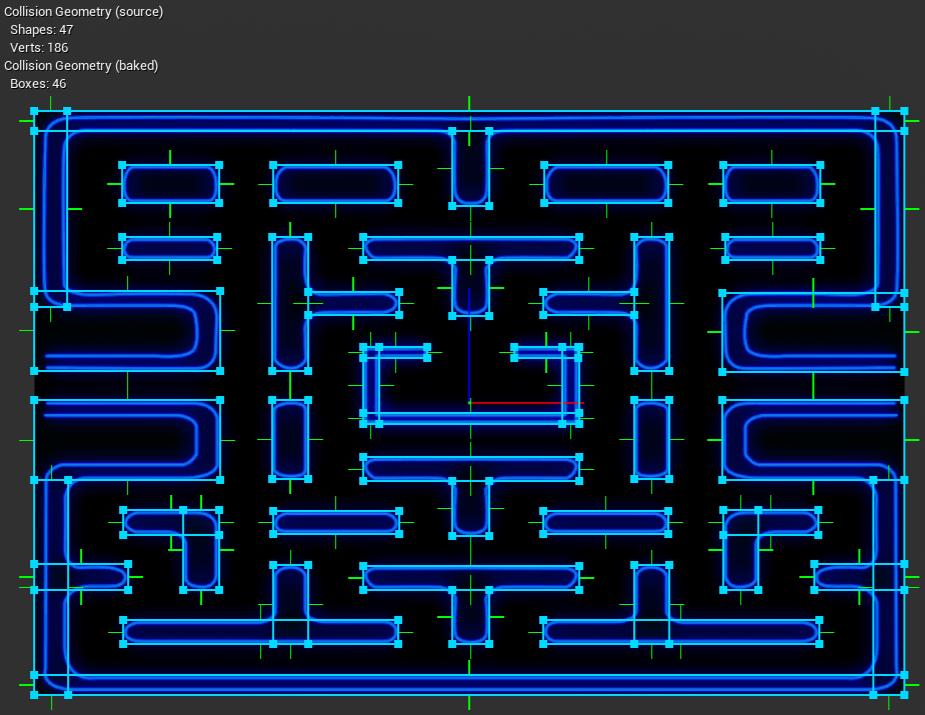 Collision Geometry (source)
Shapes: 47
Verts: 186
Collision Geometry (baked)
Boxes: 46